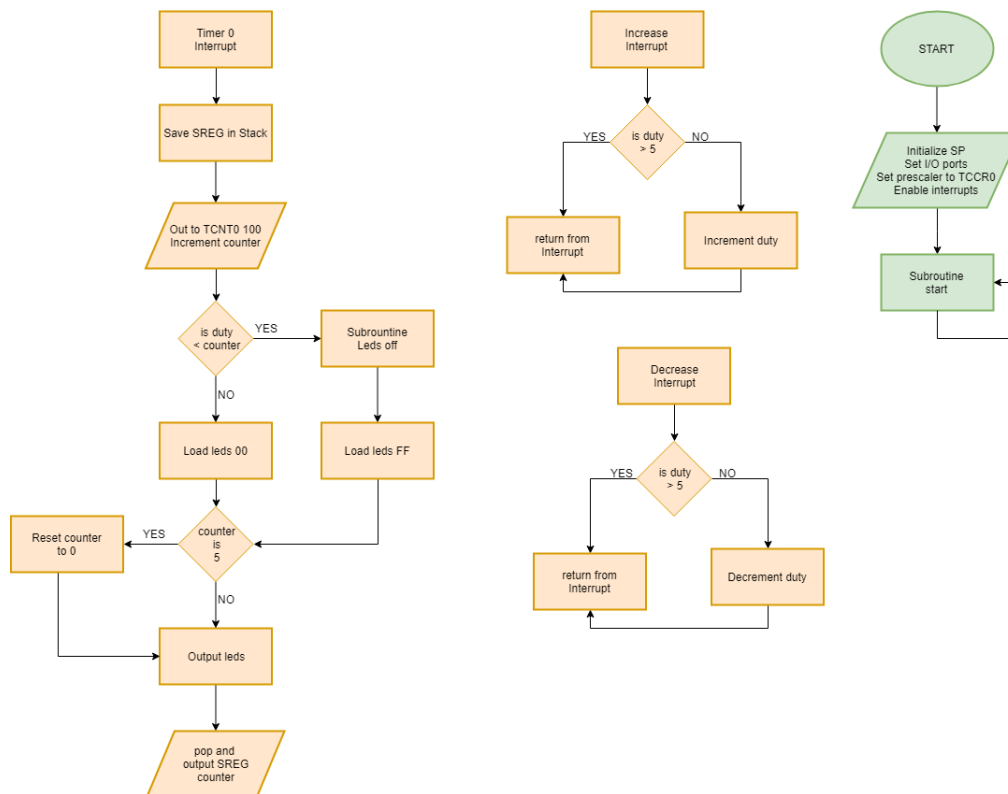 Timer 0
Interrupt
Save SREG in Stack
Out to TCNT0 100
Increment counter
is duty
< counter
YES
Subrountine
Leds off
NO
Load leds 00
Load leds FF
counter
is
5
YES
Reset counter
to 0
NO
Output leds
pop and
output SREG
counter
Increase
Interrupt
is duty
> 5
YES
NO
return from
Interrupt
Increment duty
Decrease
Interrupt
is duty
> 5
YES
NO
return from
Interrupt
Decrement duty
START
Initialize SP
Set I/O ports
Set prescaler to TCCR0
Enable interrupts
Subroutine
start